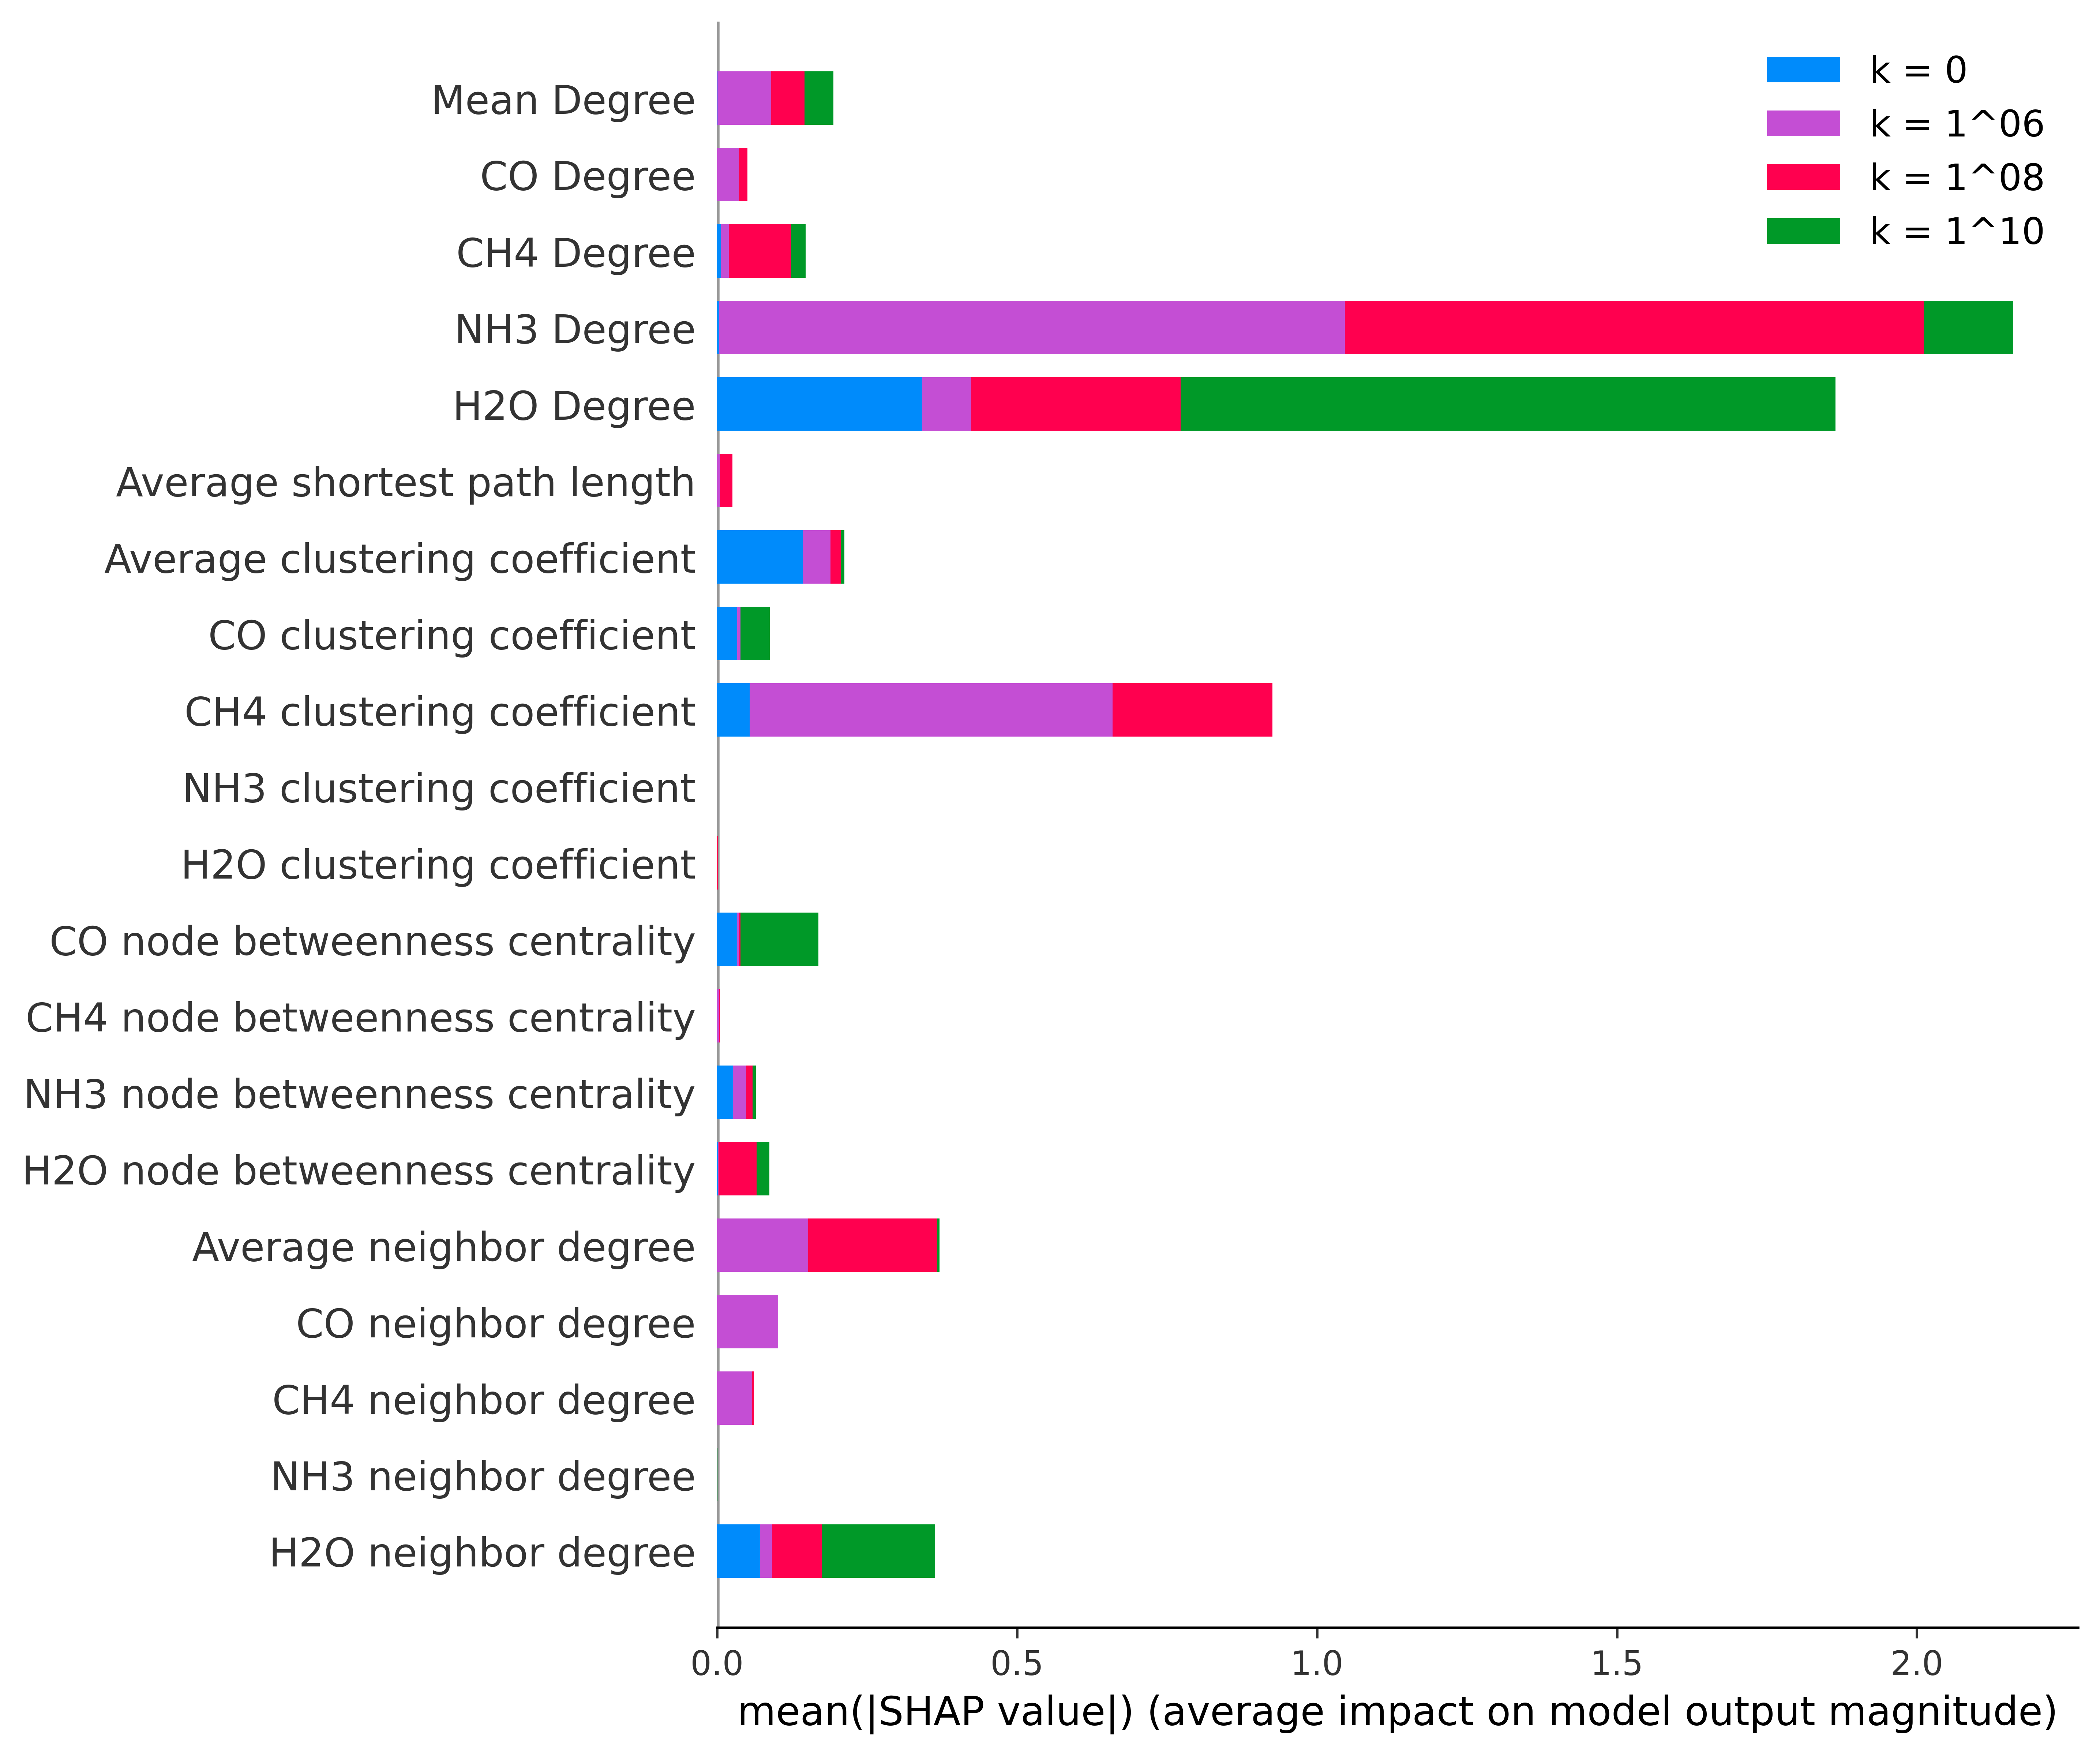 k = 0
k = 1^06
k = 1^08
k = 1^10
Mean Degree
CO Degree
CH4 Degree
NH3 Degree
H2O Degree
Average shortest path length
Average clustering coefficient
CO clustering coefficient
CH4 clustering coefficient
NH3 clustering coefficient
H2O clustering coefficient
CO node betweenness centrality
CH4 node betweenness centrality
NH3 node betweenness centrality
H2O node betweenness centrality
Average neighbor degree
CO neighbor degree
CH4 neighbor degree
NH3 neighbor degree
H2O neighbor degree
0.0 0.5 1.0 1.5 2.0
mean(|SHAP value|) (average impact on model output magnitude)